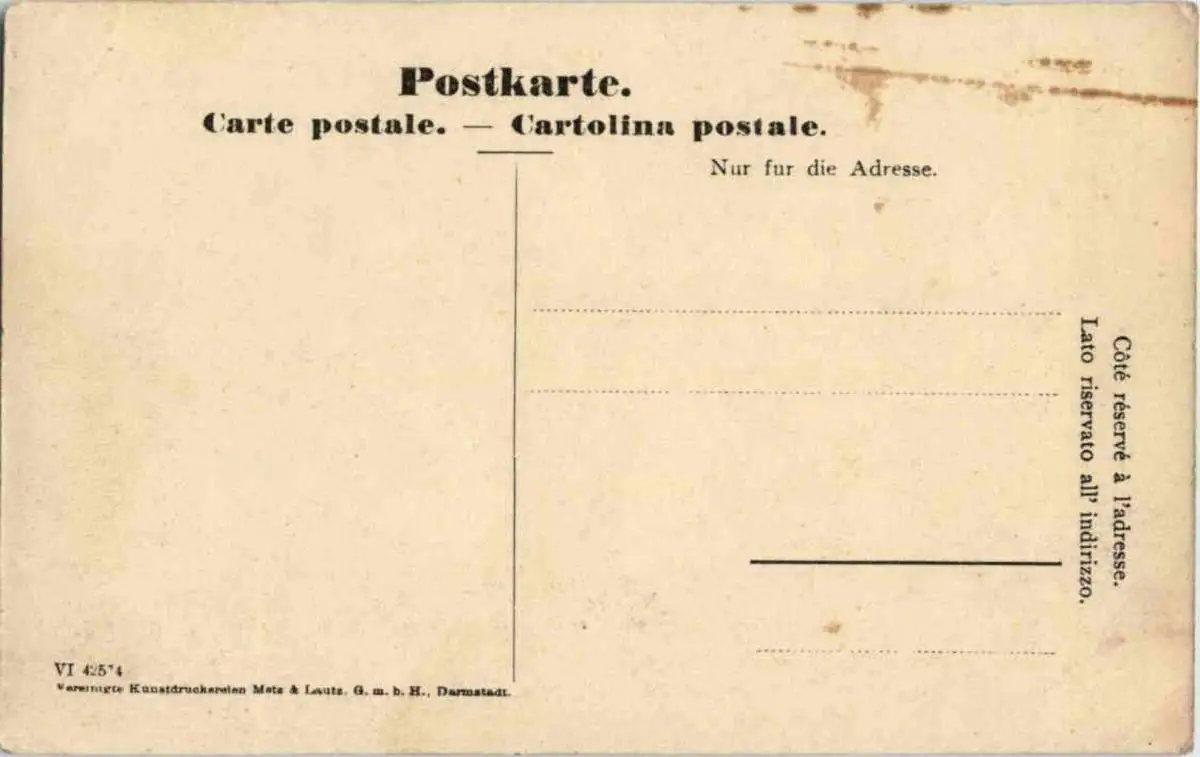 Postkarte.
Carte postale. — Cartolina postale.
Nur fur die Adresse.
Côté réservé à l'adresse.
Lato riservato all' indirizzo.
VI
Vereinigte Kunstdruckereien Metz & Lautz. G. m. b. H., Darmstadt.